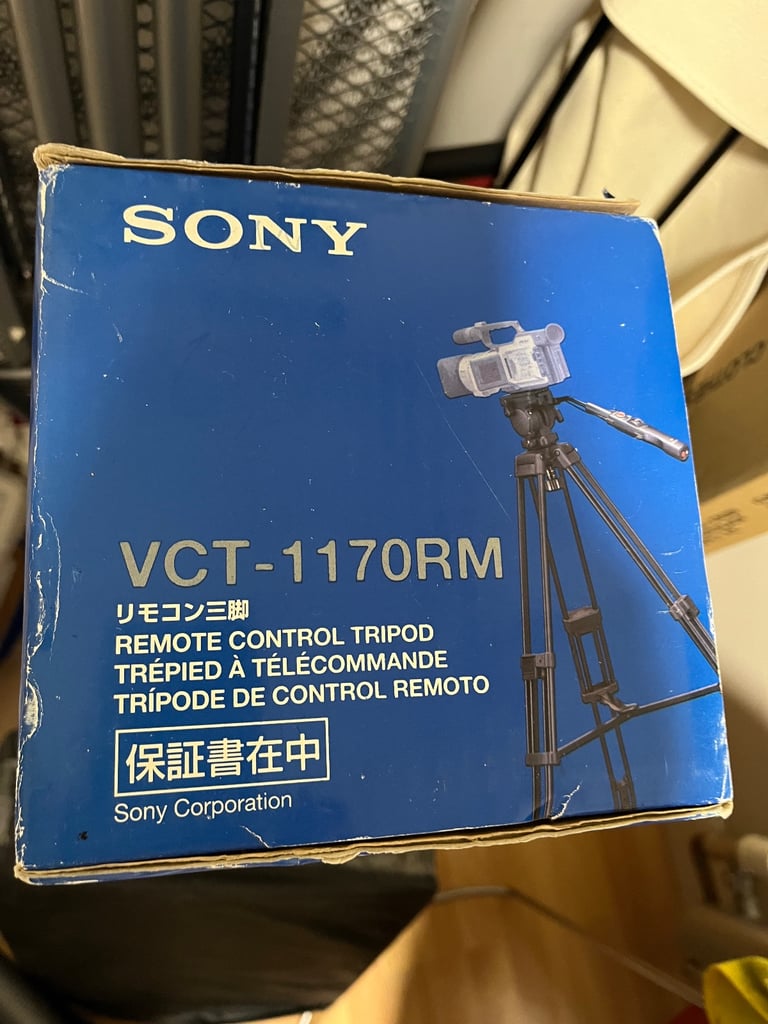 SONY
VCT-1170RM
リモコン三脚
REMOTE CONTROL TRIPOD
TRÉPIED À TÉLÉCOMMANDE
TRÍPODE DE CONTROL REMOTO
保証書在中
Sony Corporation